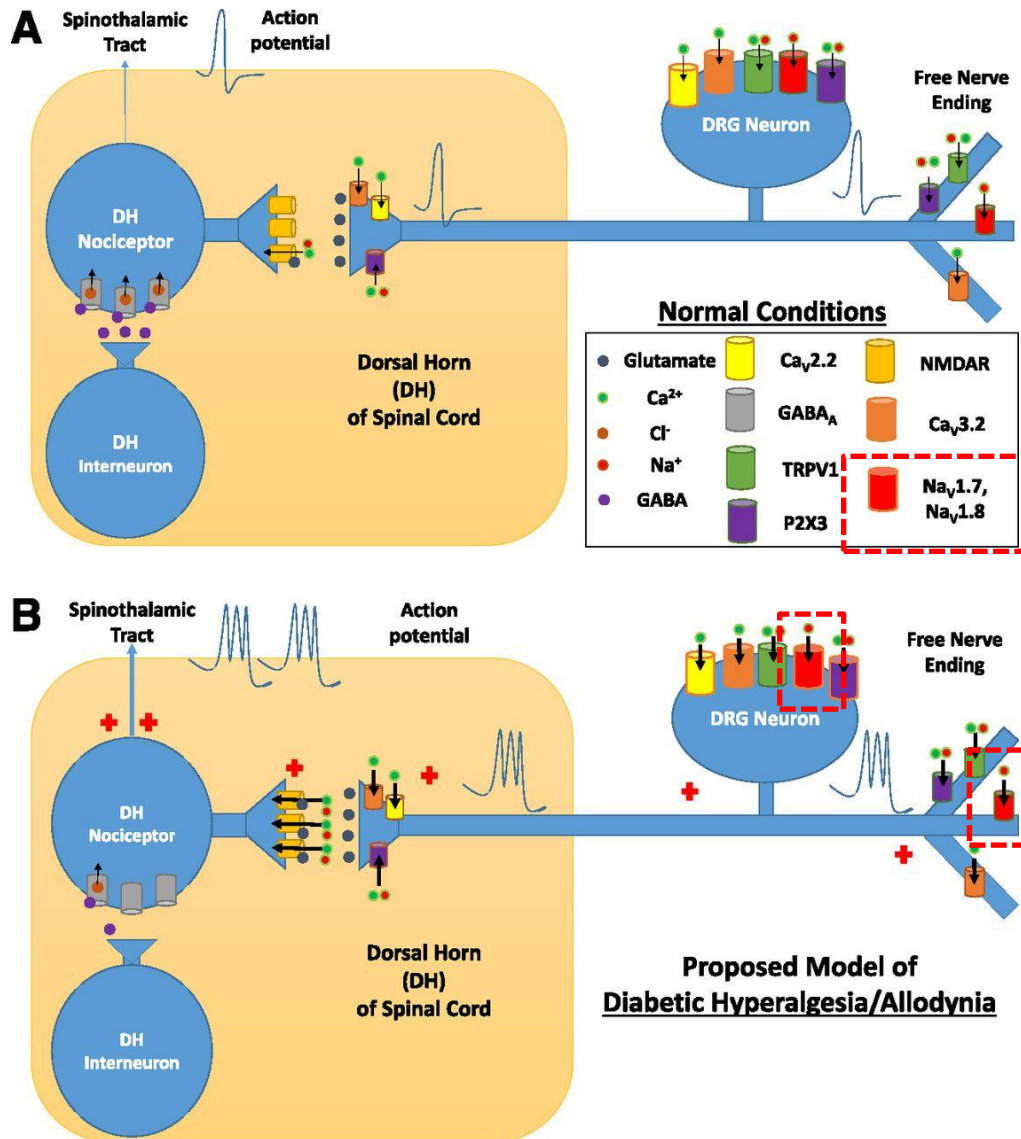 A
Spinothalamic
Tract
Action
potential
DRG Neuron
Free Nerve
Ending
DH
Nociceptor
Dorsal Horn
(DH)
of Spinal Cord
DH
Interneuron
Normal Conditions
Glutamate
Ca²⁺
Cl⁻
Na⁺
GABA
Caᵥ2.2
GABA_A
TRPV1
P2X3
NMDAR
Caᵥ3.2
Naᵥ1.7,
Naᵥ1.8
B
Spinothalamic
Tract
Action
potential
DRG Neuron
Free Nerve
Ending
DH
Nociceptor
Dorsal Horn
(DH)
of Spinal Cord
DH
Interneuron
Proposed Model of
Diabetic Hyperalgesia/Allodynia